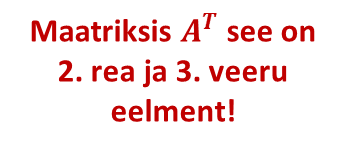 Maatriksis $A^T$ see on
2. rea ja 3. veeru
eelment!